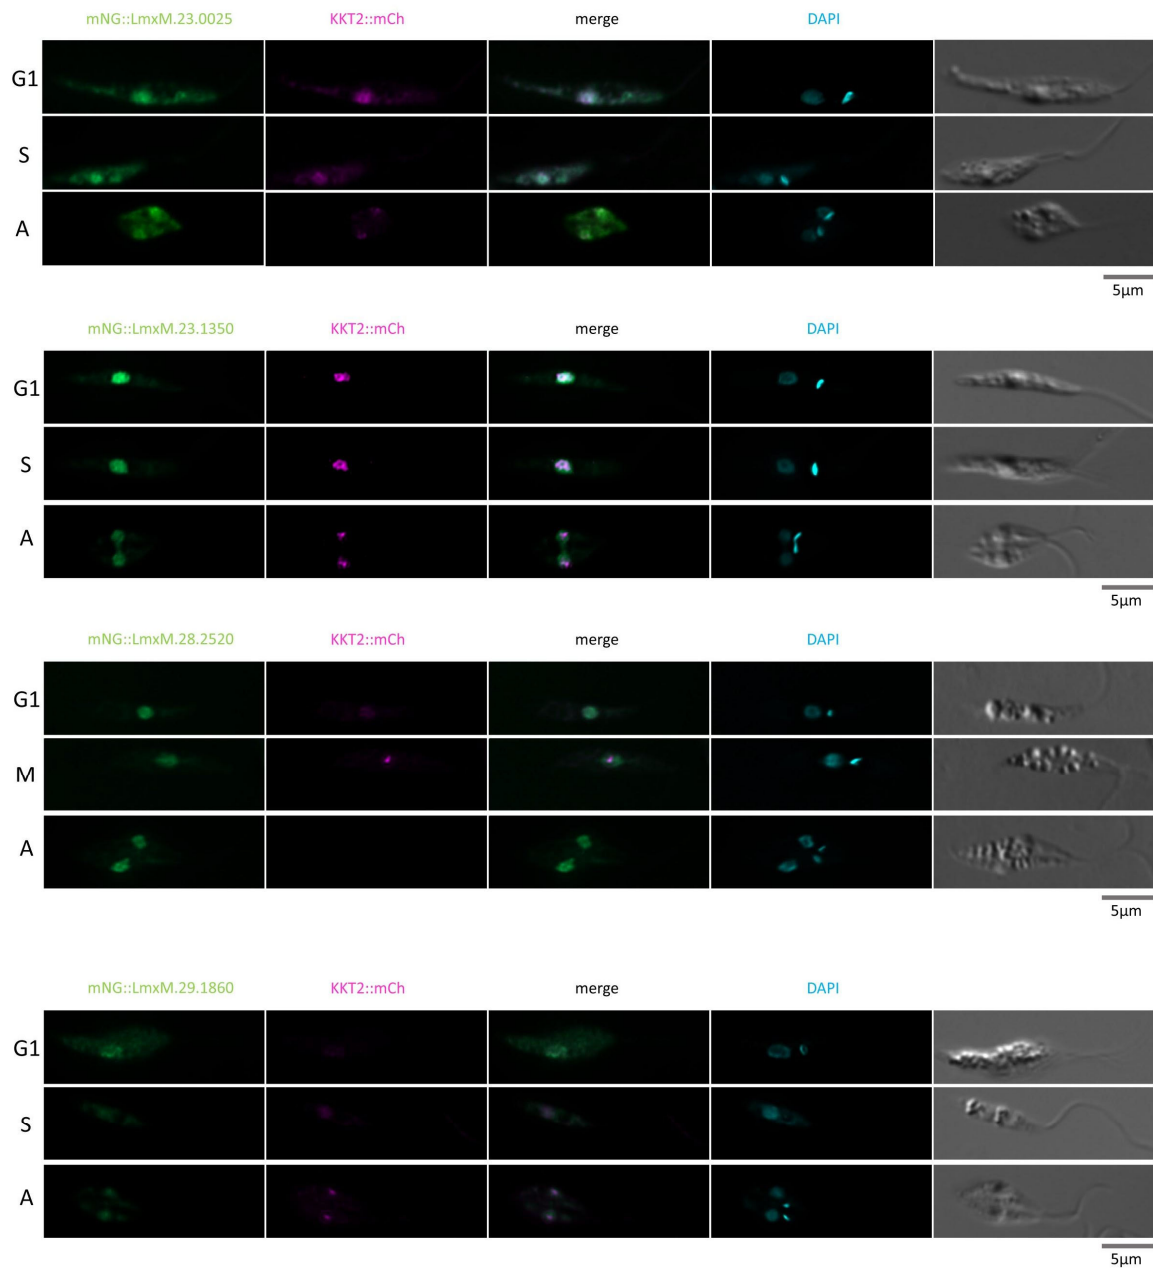 mNG::LmxM.23.0025 KKT2::mCh merge DAPI
G1
S
A
5µm
mNG::LmxM.23.1350 KKT2::mCh merge DAPI
G1
S
A
5µm
mNG::LmxM.28.2520 KKT2::mCh merge DAPI
G1
M
A
5µm
mNG::LmxM.29.1860 KKT2::mCh merge DAPI
G1
S
A
5µm